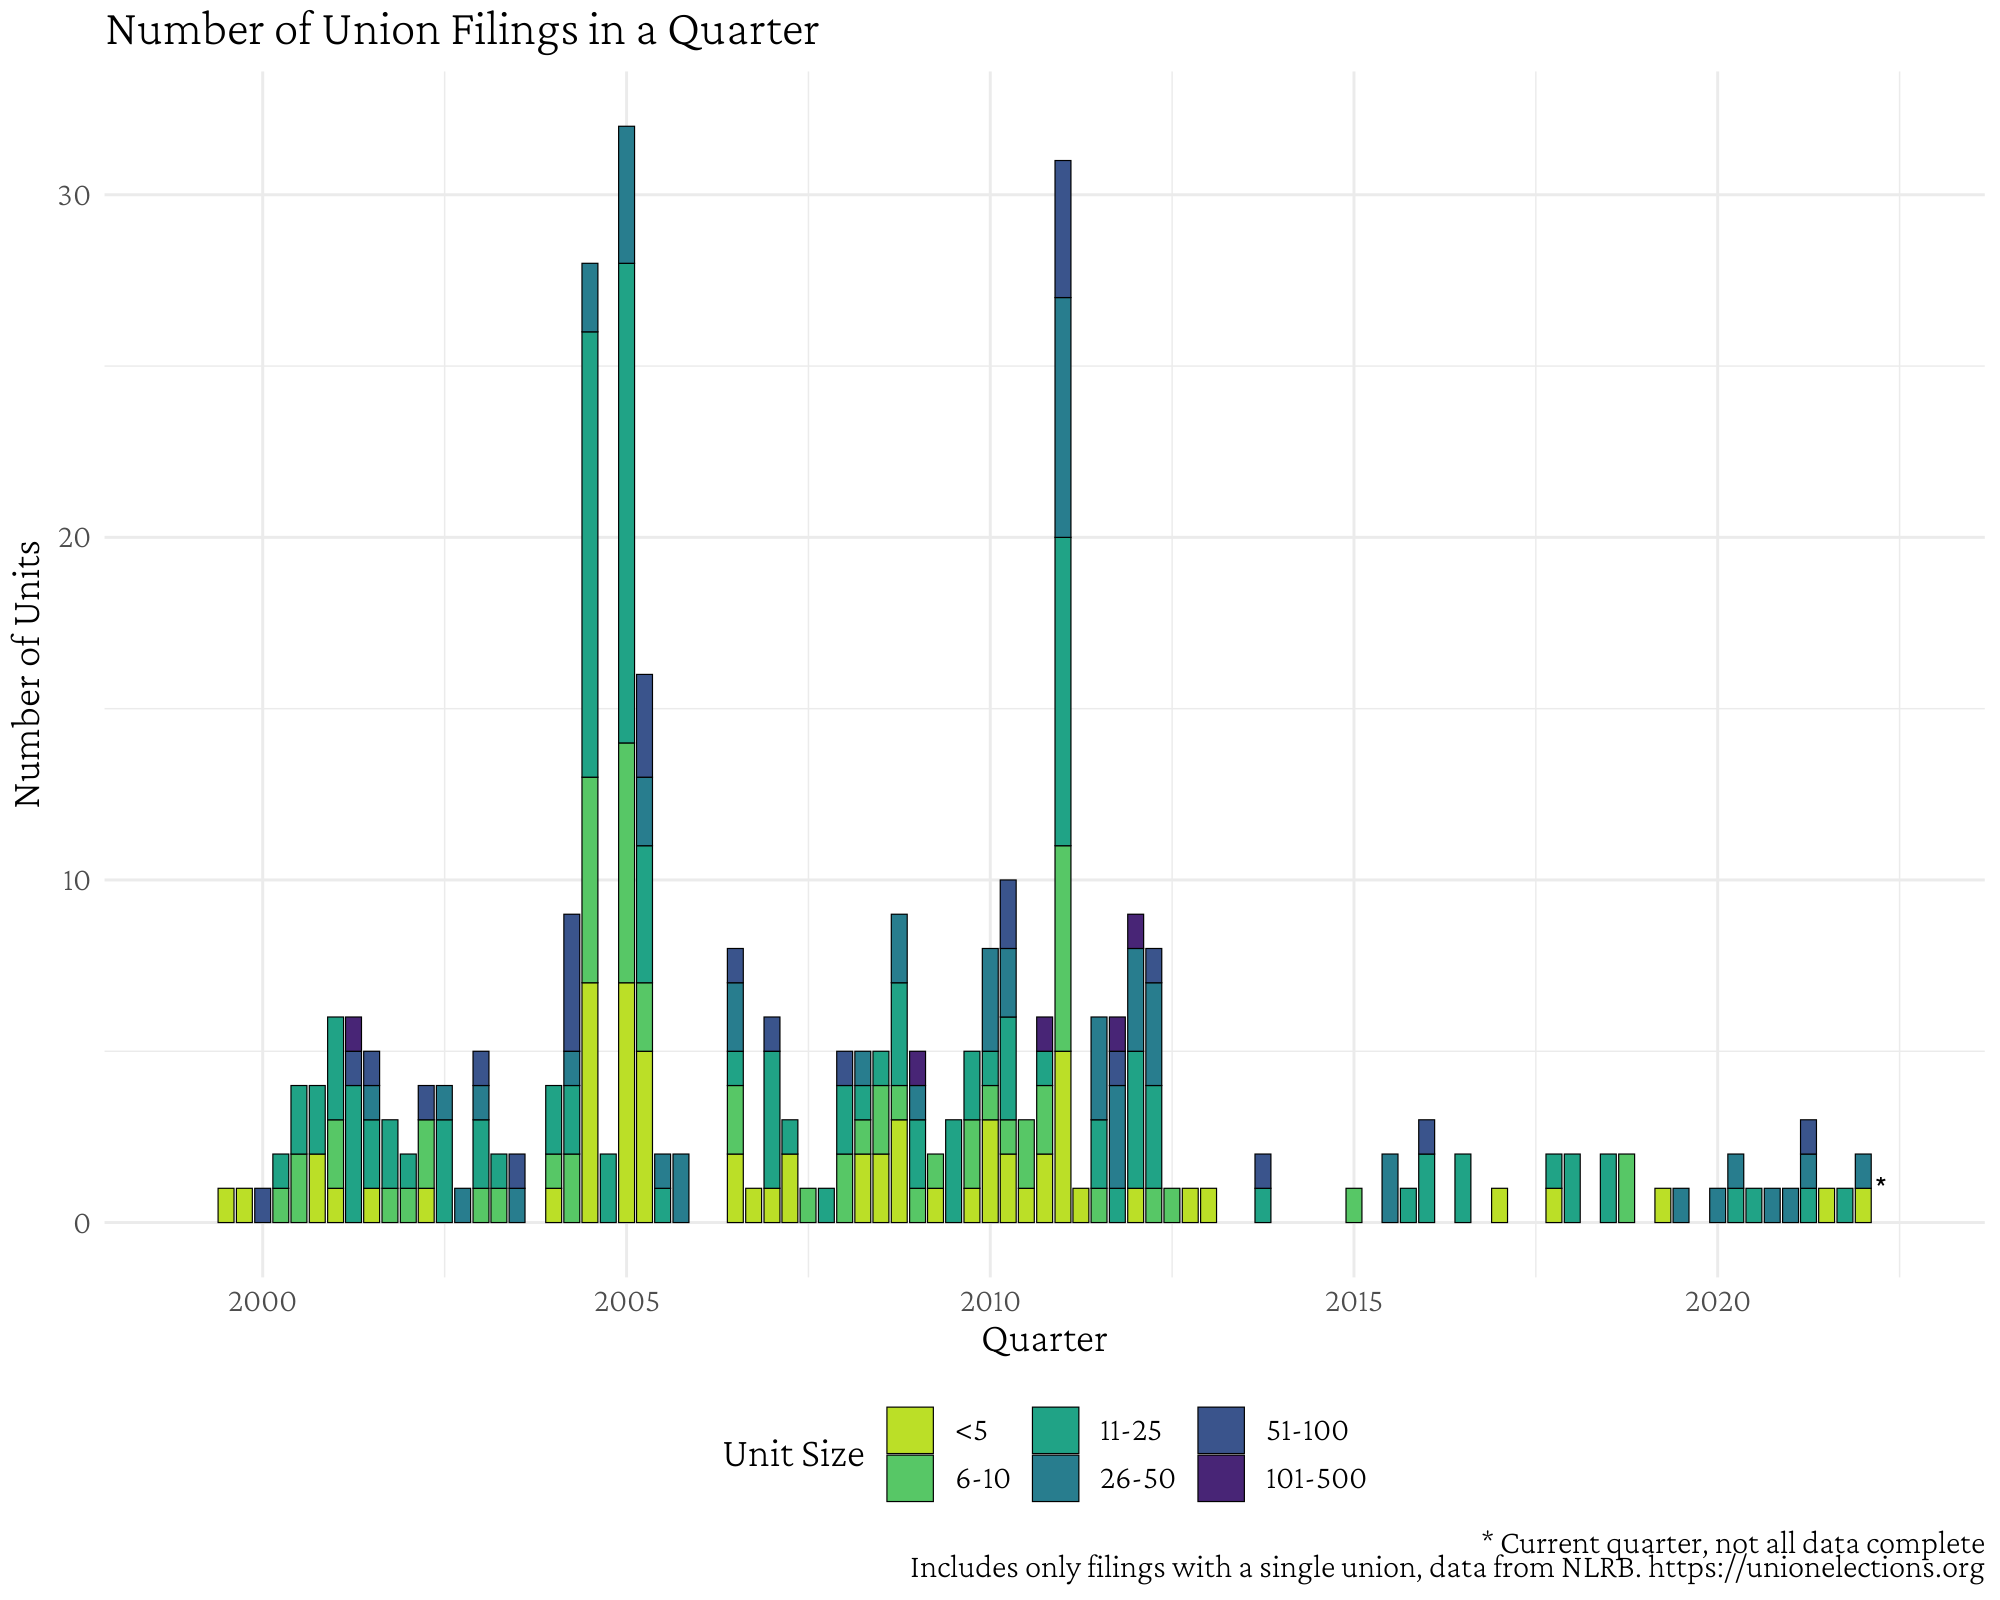 Number of Union Filings in a Quarter
Number of Units
30
20
10
0
*
2000 2005 2010 2015 2020
Quarter
Unit Size
<5 11-25 51-100
6-10 26-50 101-500
* Current quarter, not all data complete
Includes only filings with a single union, data from NLRB. https://unionelections.org